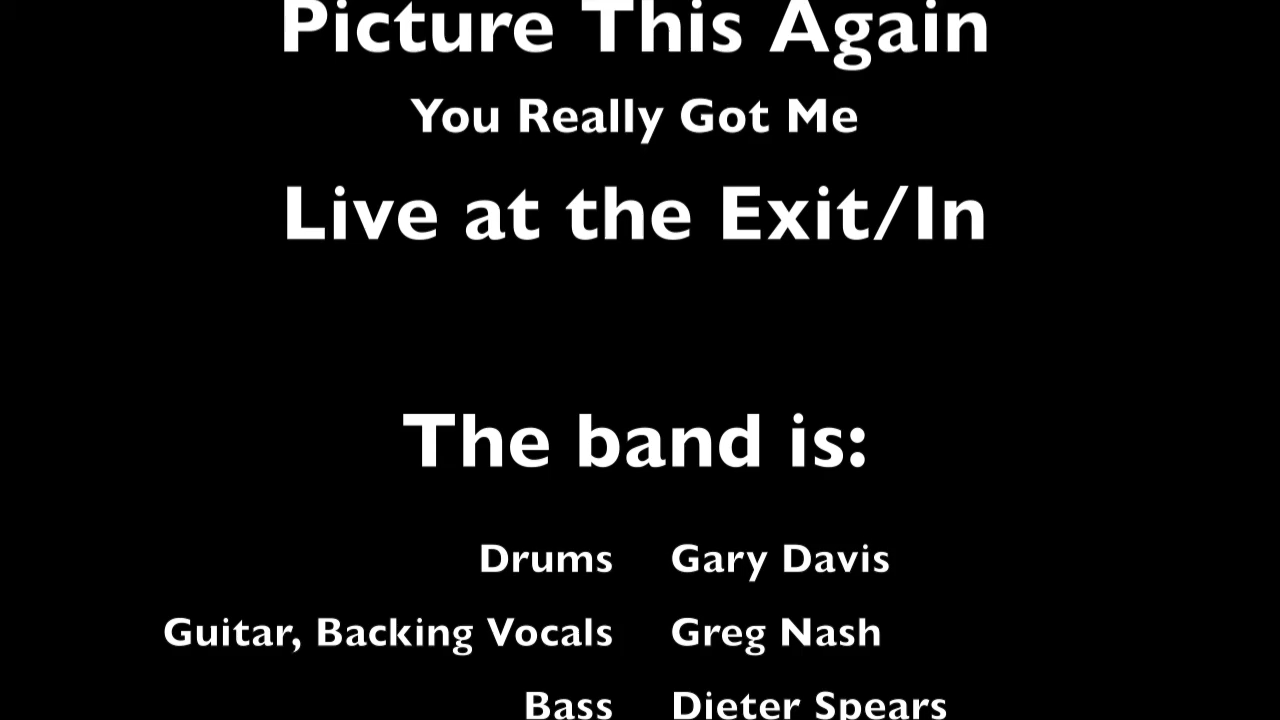 Picture This Again
You Really Got Me
Live at the Exit/In
The band is:
Drums Gary Davis
Guitar, Backing Vocals Greg Nash
Bass Dieter Spears